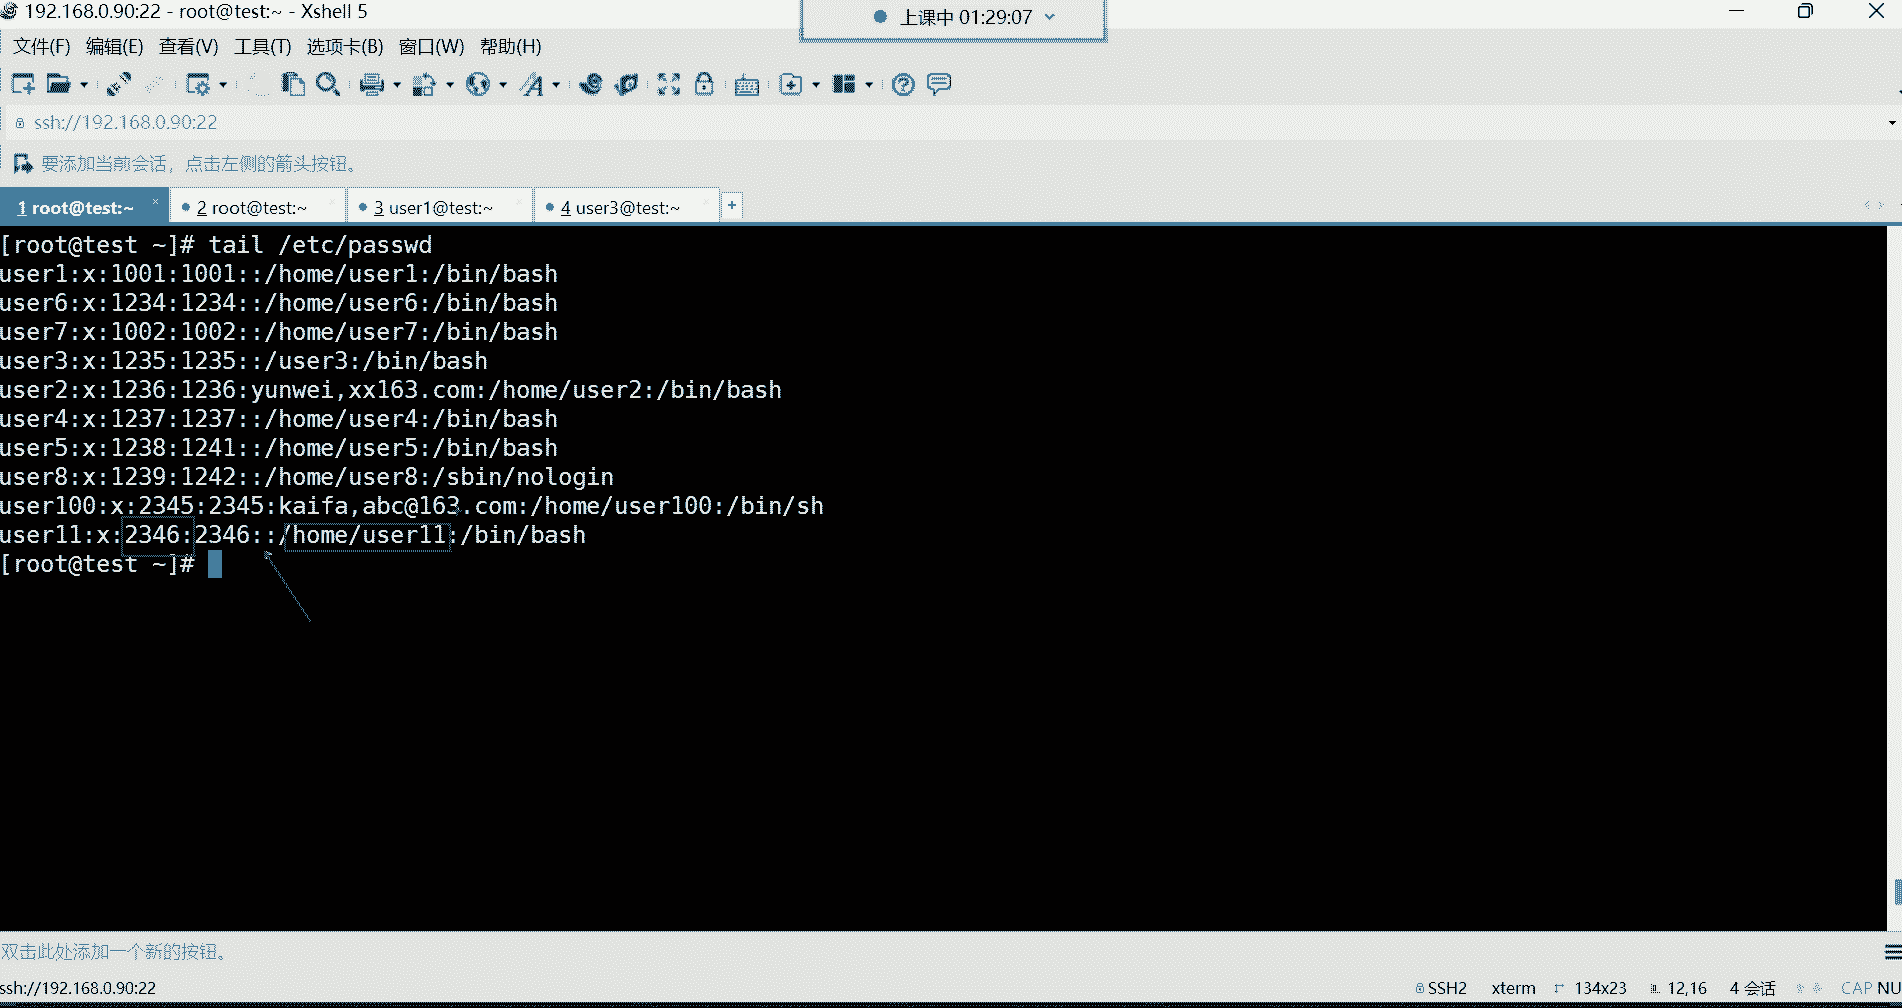 192.168.0.90:22 - root@test:~ - Xshell 5
上课中 01:29:07
文件(F) 编辑(E) 查看(V) 工具(T) 选项卡(B) 窗口(W) 帮助(H)
ssh://192.168.0.90:22
要添加当前会话，点击左侧的箭头按钮。
1 root@test:~ 2 root@test:~ 3 user1@test:~ 4 user3@test:~
[root@test ~]# tail /etc/passwd
user1:x:1001:1001::/home/user1:/bin/bash
user6:x:1234:1234::/home/user6:/bin/bash
user7:x:1002:1002::/home/user7:/bin/bash
user3:x:1235:1235::/user3:/bin/bash
user2:x:1236:1236:yunwei,xx163.com:/home/user2:/bin/bash
user4:x:1237:1237::/home/user4:/bin/bash
user5:x:1238:1241::/home/user5:/bin/bash
user8:x:1239:1242::/home/user8:/sbin/nologin
user100:x:2345:2345:kaifa,abc@163.com:/home/user100:/bin/sh
user11:x:2346:2346::/home/user11:/bin/bash
[root@test ~]#
双击此处添加一个新的按钮。
ssh://192.168.0.90:22 SSH2 xterm 134x23 12,16 4 会话 CAP NU